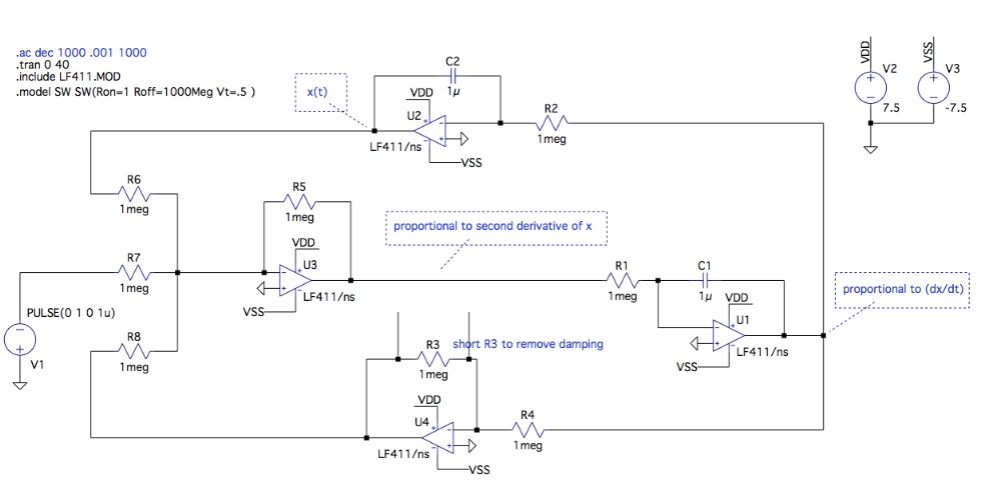 .ac dec 1000 .001 1000
.tran 0 40
.include LF411.MOD
.model SW SW(Ron=1 Roff=1000Meg Vt=.5 )
x(t)
C2
1µ
VDD
U2
LF411/ns
VSS
R2
1meg
VDD
V2
7.5
VSS
V3
-7.5
R6
1meg
R5
1meg
proportional to second derivative of x
R7
1meg
VDD
U3
LF411/ns
VSS
R1
1meg
C1
1µ
VDD
U1
LF411/ns
VSS
proportional to (dx/dt)
PULSE(0 1 0 1u)
V1
R8
1meg
R3
1meg
short R3 to remove damping
VDD
U4
LF411/ns
VSS
R4
1meg